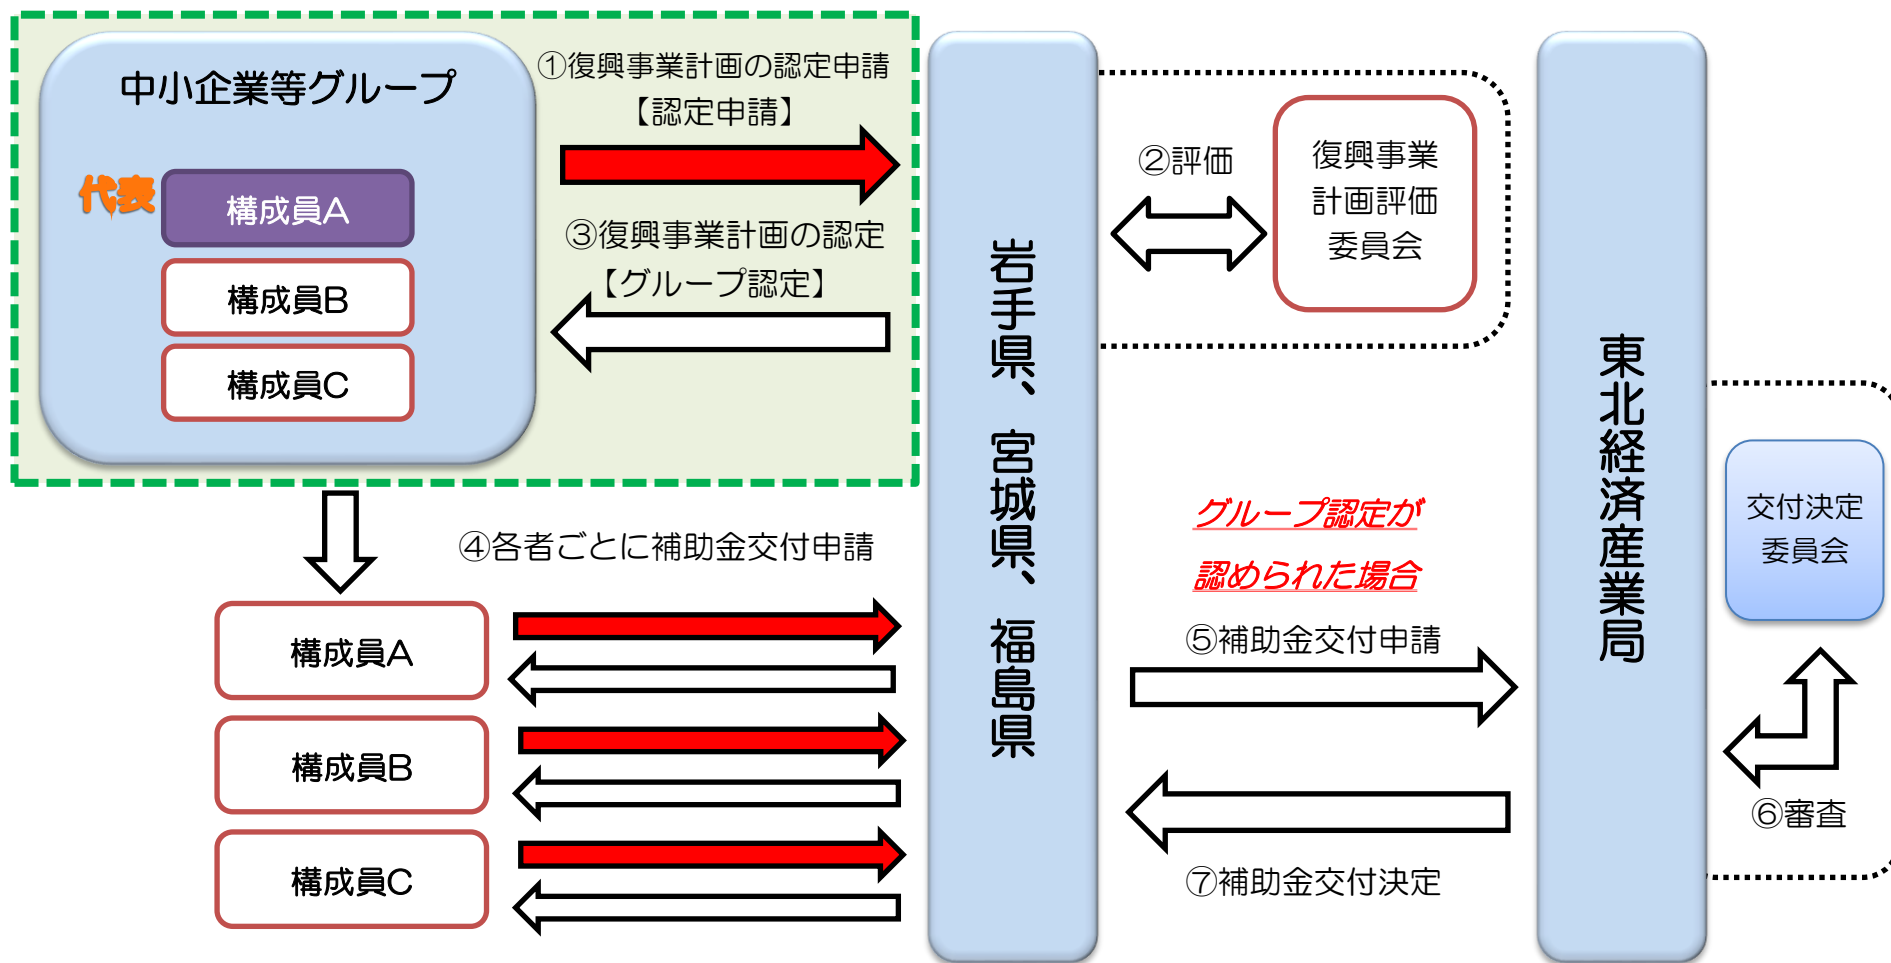 中小企業等グループ
代表
構成員A
構成員B
構成員C
①復興事業計画の認定申請
【認定申請】
③復興事業計画の認定
【グループ認定】
岩手県、宮城県、福島県
②評価
復興事業
計画評価
委員会
東北経済産業局
交付決定
委員会
④各者ごとに補助金交付申請
構成員A
構成員B
構成員C
グループ認定が
認められた場合
⑤補助金交付申請
⑥審査
⑦補助金交付決定